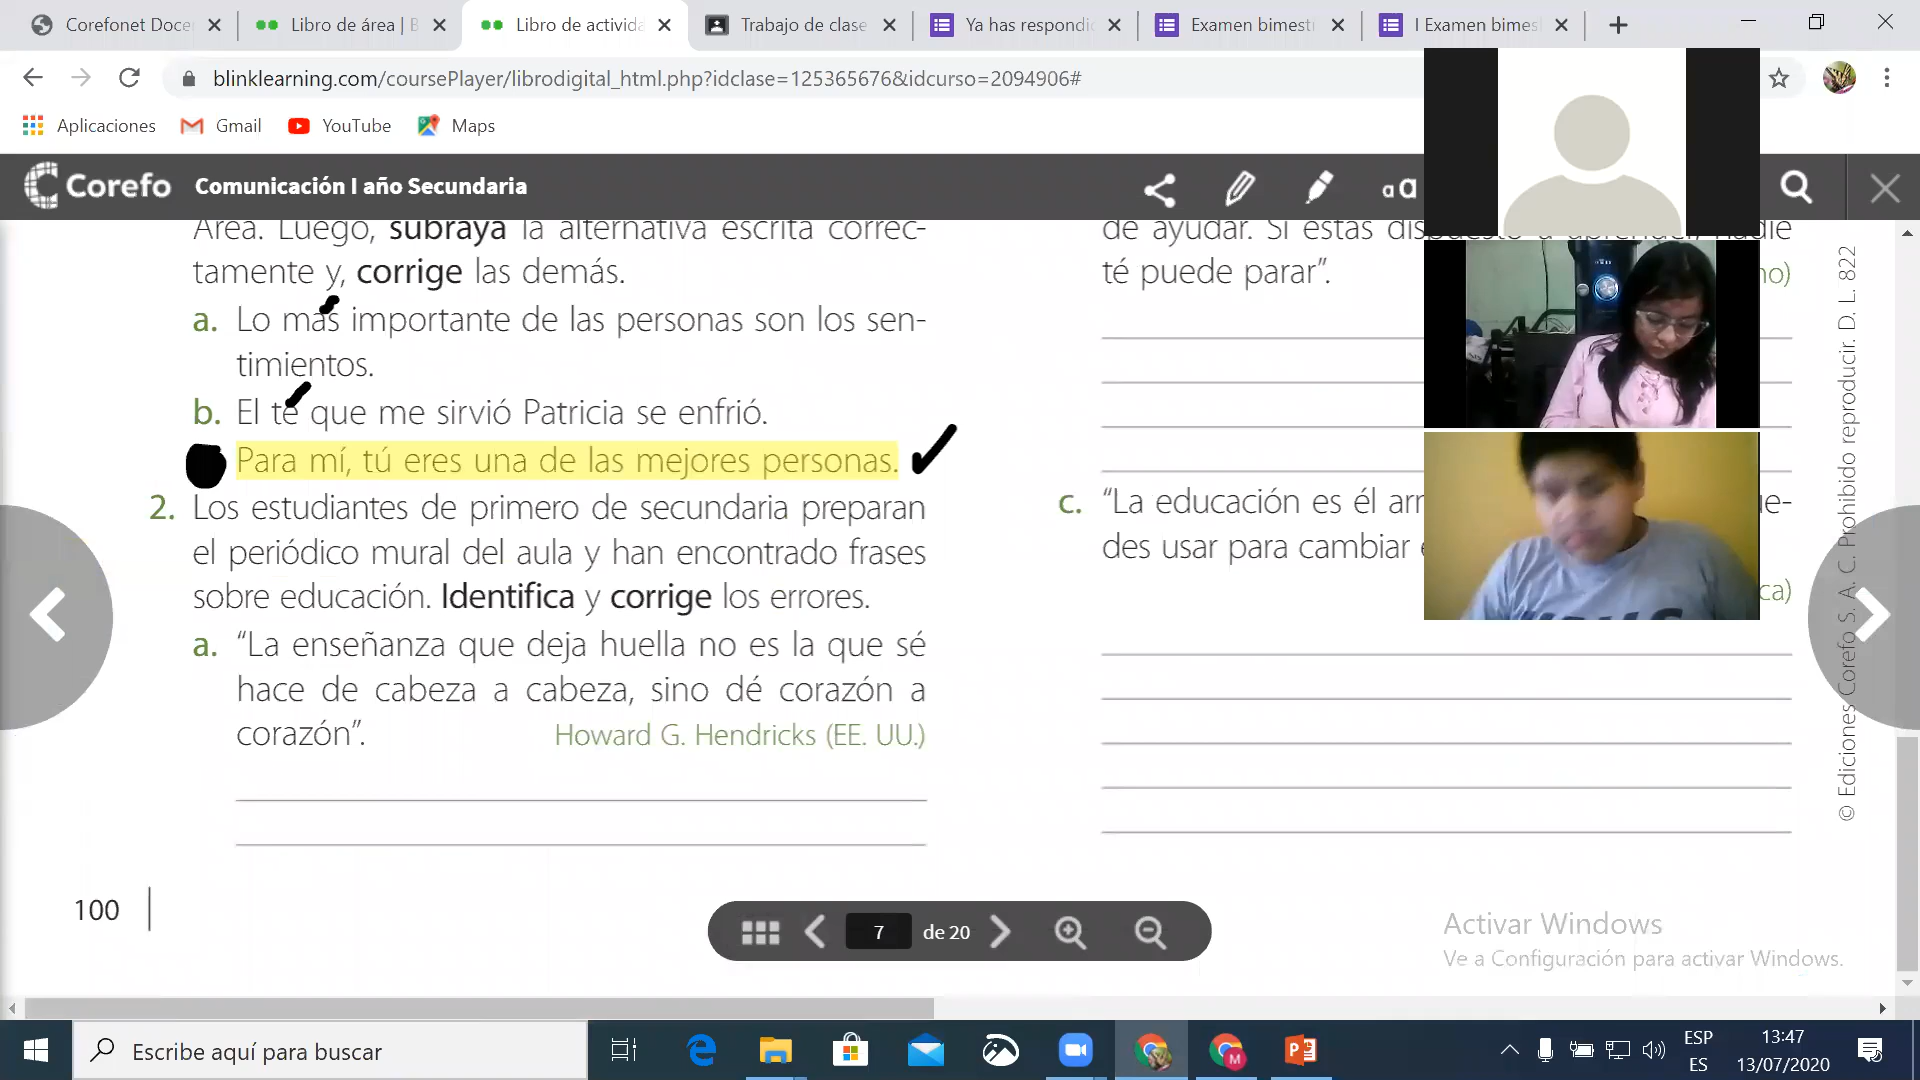 Corefonet Doce
Libro de área | B
Libro de activida
Trabajo de clase
Ya has respondi
Examen bimest
I Examen bimes
blinklearning.com/coursePlayer/librodigital_html.php?idclase=125365676&idcurso=2094906#
Aplicaciones
Gmail
YouTube
Maps
Corefo
Comunicación I año Secundaria
aa
Área. Luego, subraya la alternativa escrita correc-
tamente y, corrige las demás.
a. Lo más importante de las personas son los sen-
timientos.
b. El té que me sirvió Patricia se enfrió.
Para mí, tú eres una de las mejores personas.
2. Los estudiantes de primero de secundaria preparan
el periódico mural del aula y han encontrado frases
sobre educación. Identifica y corrige los errores.
a. “La enseñanza que deja huella no es la que sé
hace de cabeza a cabeza, sino dé corazón a
corazón”. Howard G. Hendricks (EE. UU.)
100
de ayudar. Si estás dispuesto a aprender, nadie
té puede parar”. no)
c. “La educación es él ar ue-
des usar para cambiar
ca)
© Ediciones Corefo S. A. C. Prohibido reproducir. D. L. 822
7 de 20
Activar Windows
Ve a Configuración para activar Windows.
Escribe aquí para buscar
M
ESP
ES
13:47
13/07/2020